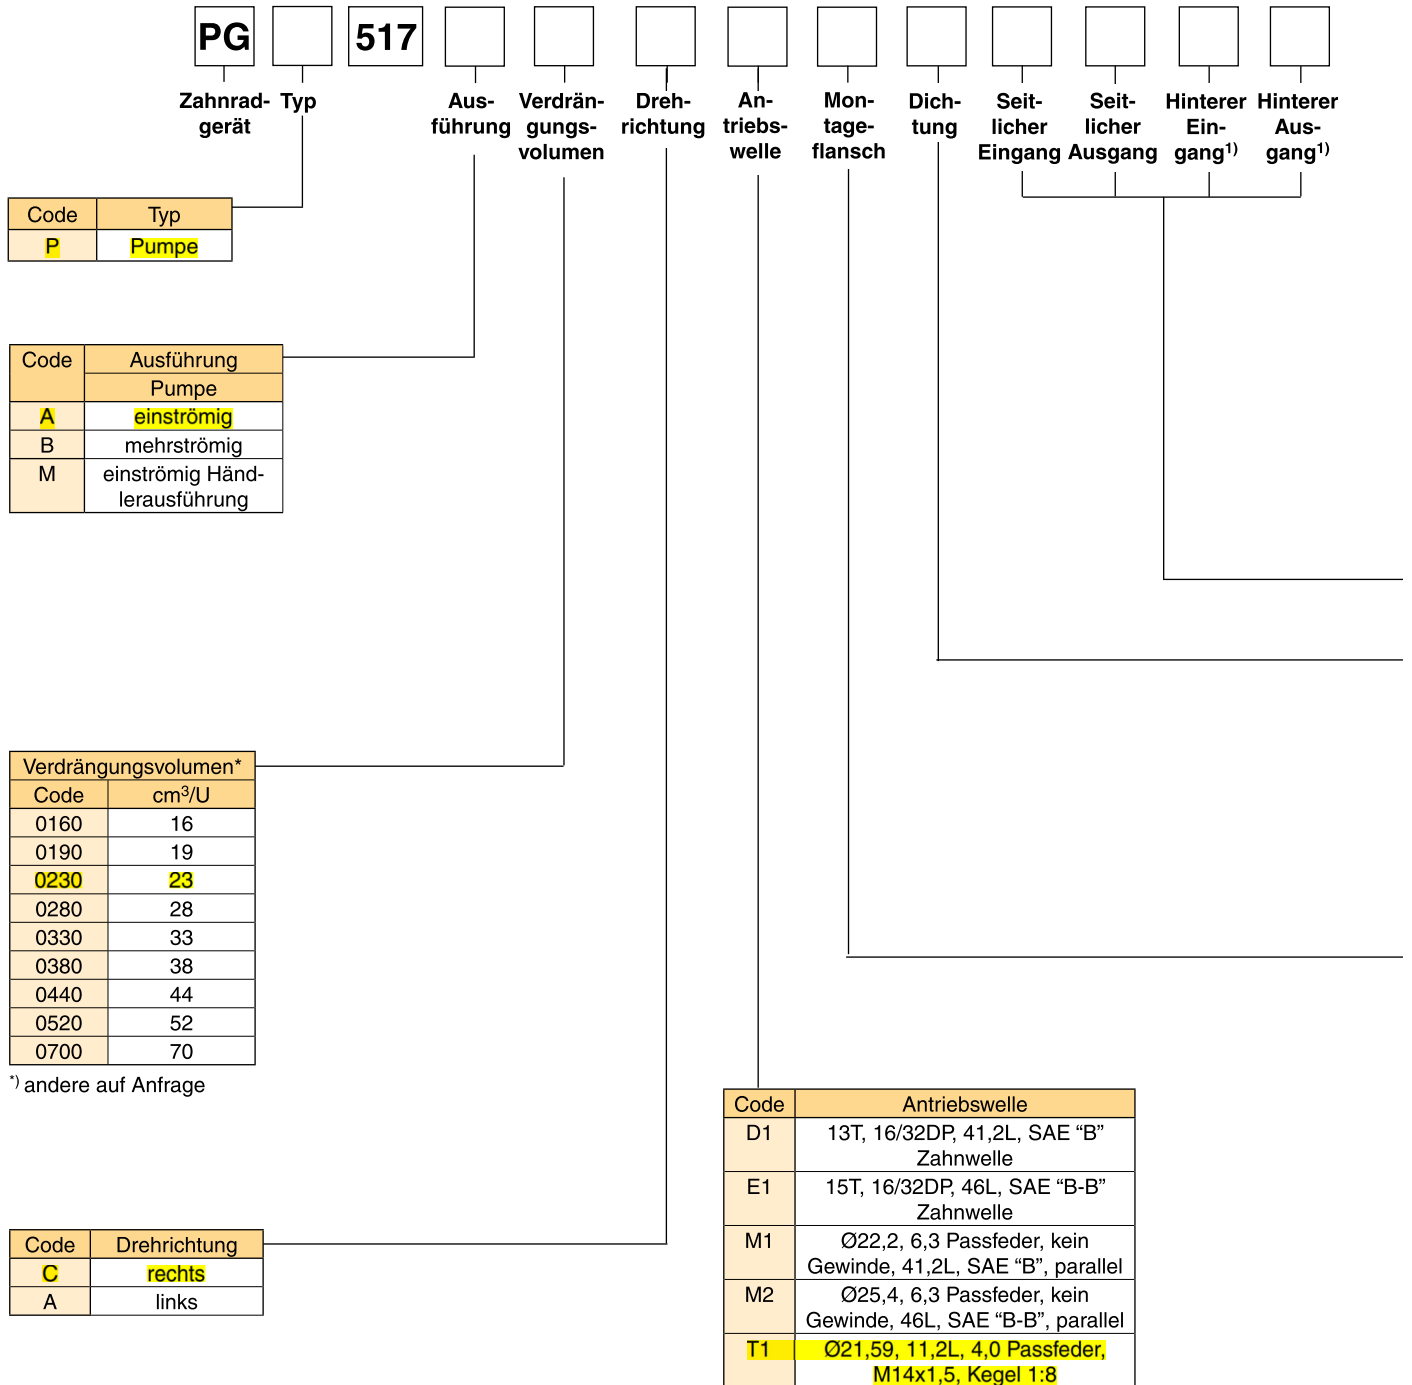 PG 517
Zahnrad- Typ Aus- Verdrän- Dreh- An- Mon- Dich- Seit- Seit- Hinterer Hinterer
gerät führung gungs- richtung triebs- tage- tung licher licher Ein- Aus-
volumen welle flansch Eingang Ausgang gang1) gang1)
Code Typ
P Pumpe
Code Ausführung
Pumpe
A einströmig
B mehrströmig
M einströmig Händ-
lerausführung
Verdrängungsvolumen*
Code cm³/U
0160 16
0190 19
0230 23
0280 28
0330 33
0380 38
0440 44
0520 52
0700 70
*) andere auf Anfrage
Code Drehrichtung
C rechts
A links
Code Antriebswelle
D1 13T, 16/32DP, 41,2L, SAE “B”
Zahnwelle
E1 15T, 16/32DP, 46L, SAE “B-B”
Zahnwelle
M1 Ø22,2, 6,3 Passfeder, kein
Gewinde, 41,2L, SAE “B”, parallel
M2 Ø25,4, 6,3 Passfeder, kein
Gewinde, 46L, SAE “B-B”, parallel
T1 Ø21,59, 11,2L, 4,0 Passfeder,
M14x1,5, Kegel 1:8